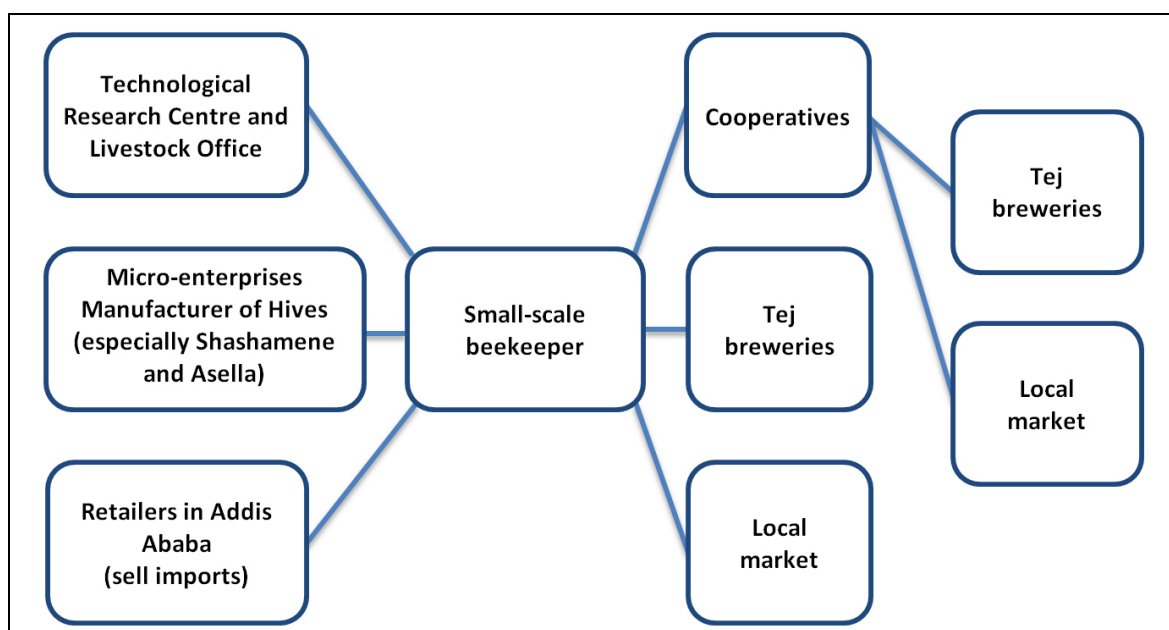 Technological
Research Centre and
Livestock Office
Micro-enterprises
Manufacturer of Hives
(especially Shashamene
and Asella)
Retailers in Addis
Ababa
(sell imports)
Small-scale
beekeeper
Cooperatives
Tej
breweries
Local
market
Tej
breweries
Local
market